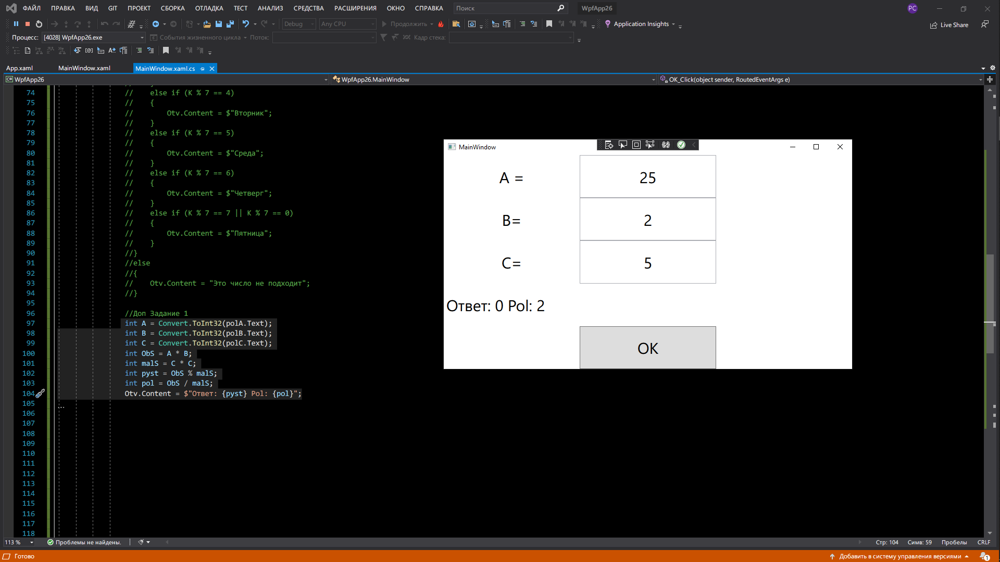 ФАЙЛ ПРАВКА ВИД GIT ПРОЕКТ СБОРКА ОТЛАДКА ТЕСТ АНАЛИЗ СРЕДСТВА РАСШИРЕНИЯ ОКНО СПРАВКА Поиск WpfApp26 PC
Debug Any CPU Продолжить Application Insights Live Share
Процесс: [4028] WpfApp26.exe События жизненного цикла Поток: Кадр стека:
App.xaml MainWindow.xaml MainWindow.xaml.cs
C# WpfApp26 WpfApp26.MainWindow OK_Click(object sender, RoutedEventArgs e)
74 // else if (K % 7 == 4)
75 // {
76 // Otv.Content = $"Вторник";
77 // }
78 // else if (K % 7 == 5)
79 // {
80 // Otv.Content = $"Среда";
81 // }
82 // else if (K % 7 == 6)
83 // {
84 // Otv.Content = $"Четверг";
85 // }
86 // else if (K % 7 == 7 || K % 7 == 0)
87 // {
88 // Otv.Content = $"Пятница";
89 // }
90 //}
91 //else
92 //{
93 // Otv.Content = "Это число не подходит";
94 //}
95
96 //Доп Задание 1
97 int A = Convert.ToInt32(polA.Text);
98 int B = Convert.ToInt32(polB.Text);
99 int C = Convert.ToInt32(polC.Text);
100 int ObS = A * B;
101 int malS = C * C;
102 int pyst = ObS % malS;
103 int pol = ObS / malS;
104 Otv.Content = $"Ответ: {pyst} Pol: {pol}";
105
106
107
108
109
110
111
112
113
114
115
116
117
118
MainWindow
A = 25
B= 2
C= 5
Ответ: 0 Pol: 2
OK
113 % Проблемы не найдены. Стр: 104 Симв: 59 Пробелы CRLF
Готово Добавить в систему управления версиями 1